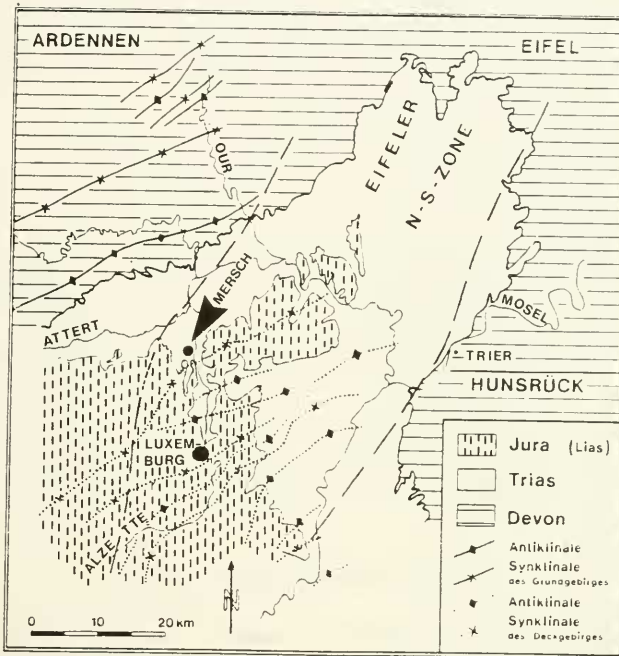 ARDENNEN
EIFEL
OUR
EIFELER
N-S-ZONE
MERSCH
MOSEL
ATTERT
TRIER
HUNSRÜCK
LUXEM-
BURG
ALZETTE
Jura (Lias)
Trias
Devon
Antiklinale
Synklinale
des Grundgebirges
Antiklinale
Synklinale
des Deckgebirges
N
0 10 20 km